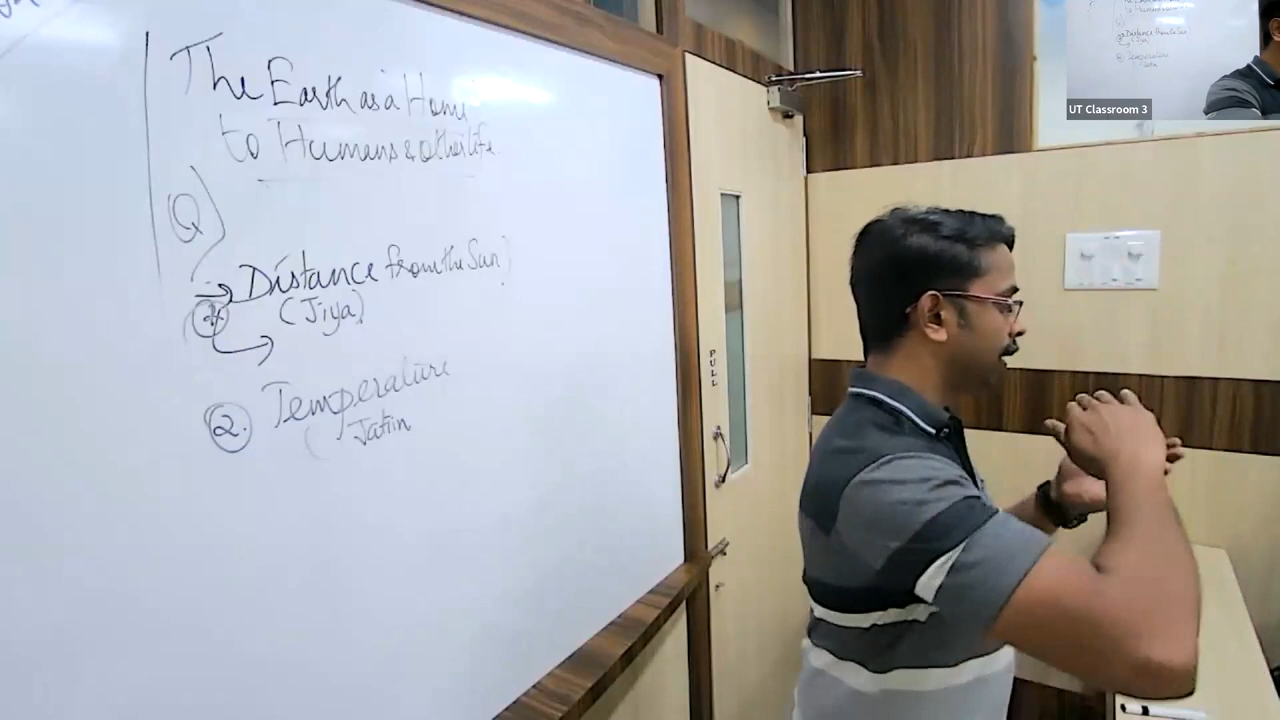 The Earth as a Home
to Humans & other life.
Q)
→ Distance from the Sun?
(Jiya)
2. Temperature
(Jatin
PULL
UT Classroom 3